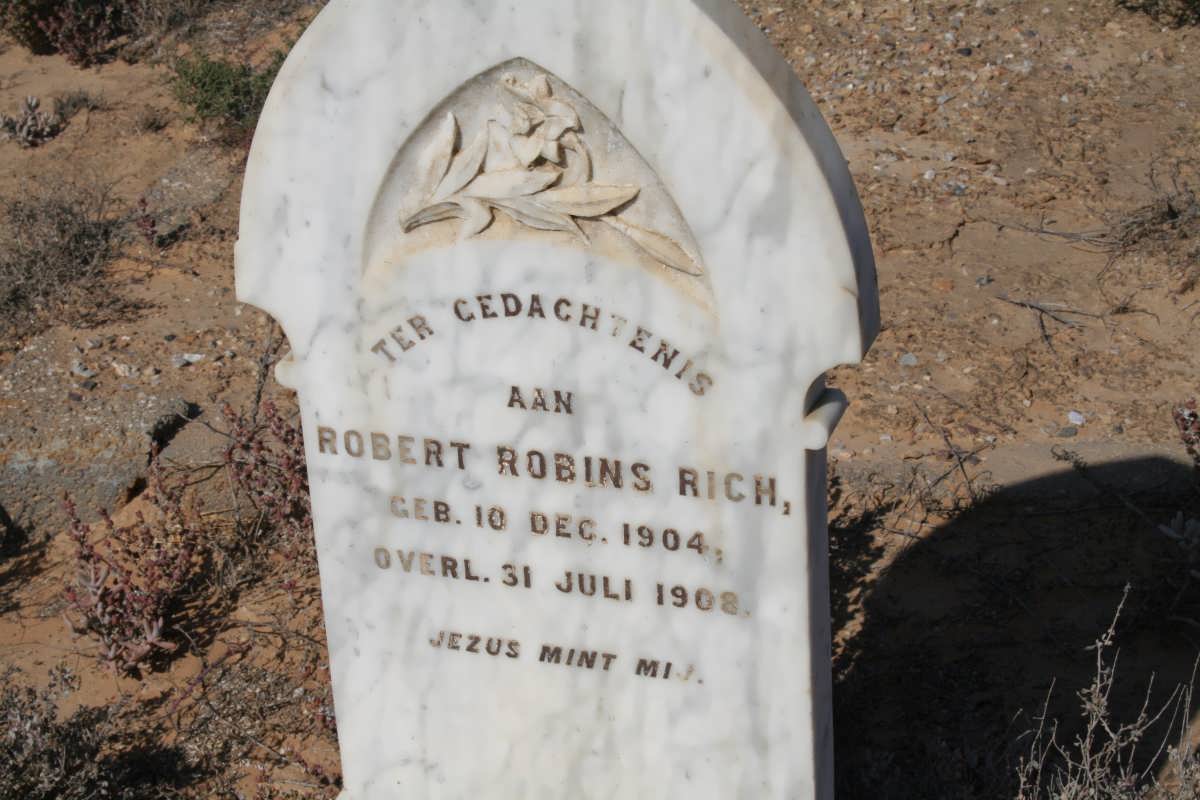 TER GEDACHTENIS
AAN
ROBERT ROBINS RICH,
GEB. 10 DEC. 1904,
OVERL. 31 JULI 1908.
JEZUS MINT MIJ.